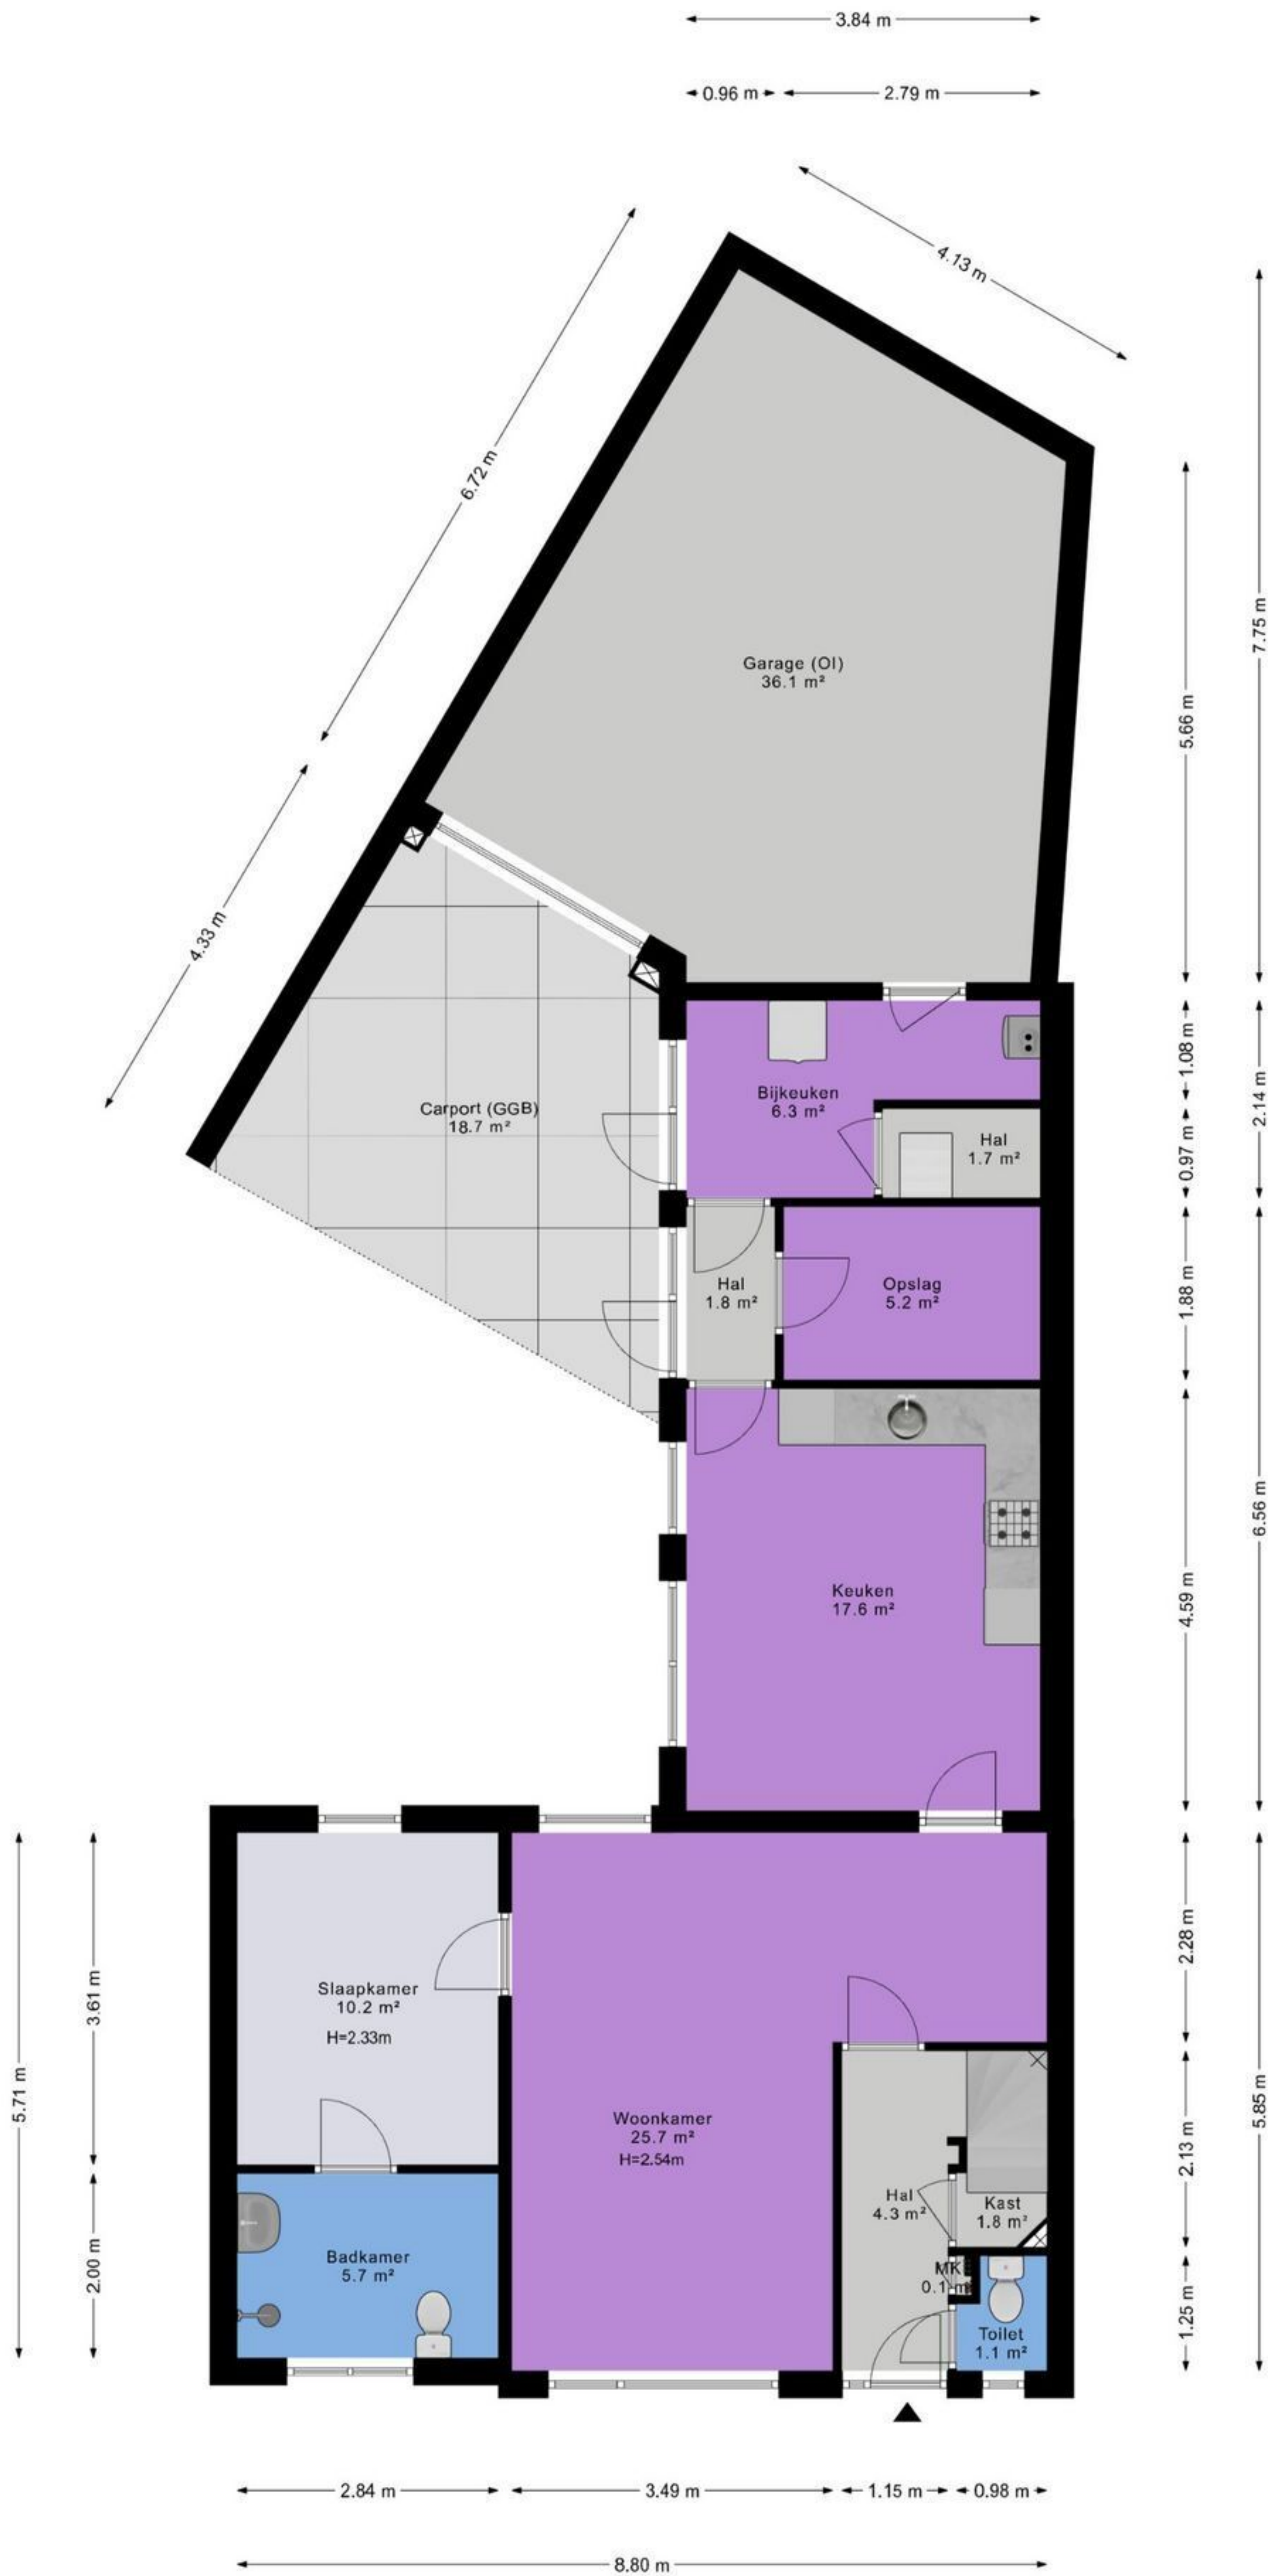 3.84 m
0.96 m
2.79 m
4.13 m
6.72 m
7.75 m
Garage (OI)
36.1 m²
5.66 m
4.33 m
1.08 m
Bijkeuken
6.3 m²
Carport (GGB)
18.7 m²
2.14 m
Hal
1.7 m²
0.97 m
Hal
1.8 m²
Opslag
5.2 m²
1.88 m
6.56 m
Keuken
17.6 m²
4.59 m
2.28 m
3.61 m
Slaapkamer
10.2 m²
H=2.33m
5.71 m
5.85 m
Woonkamer
25.7 m²
H=2.54m
2.13 m
Hal
4.3 m²
Kast
1.8 m²
Badkamer
5.7 m²
2.00 m
MK
0.1 m
1.25 m
Toilet
1.1 m²
2.84 m
3.49 m
1.15 m
0.98 m
8.80 m